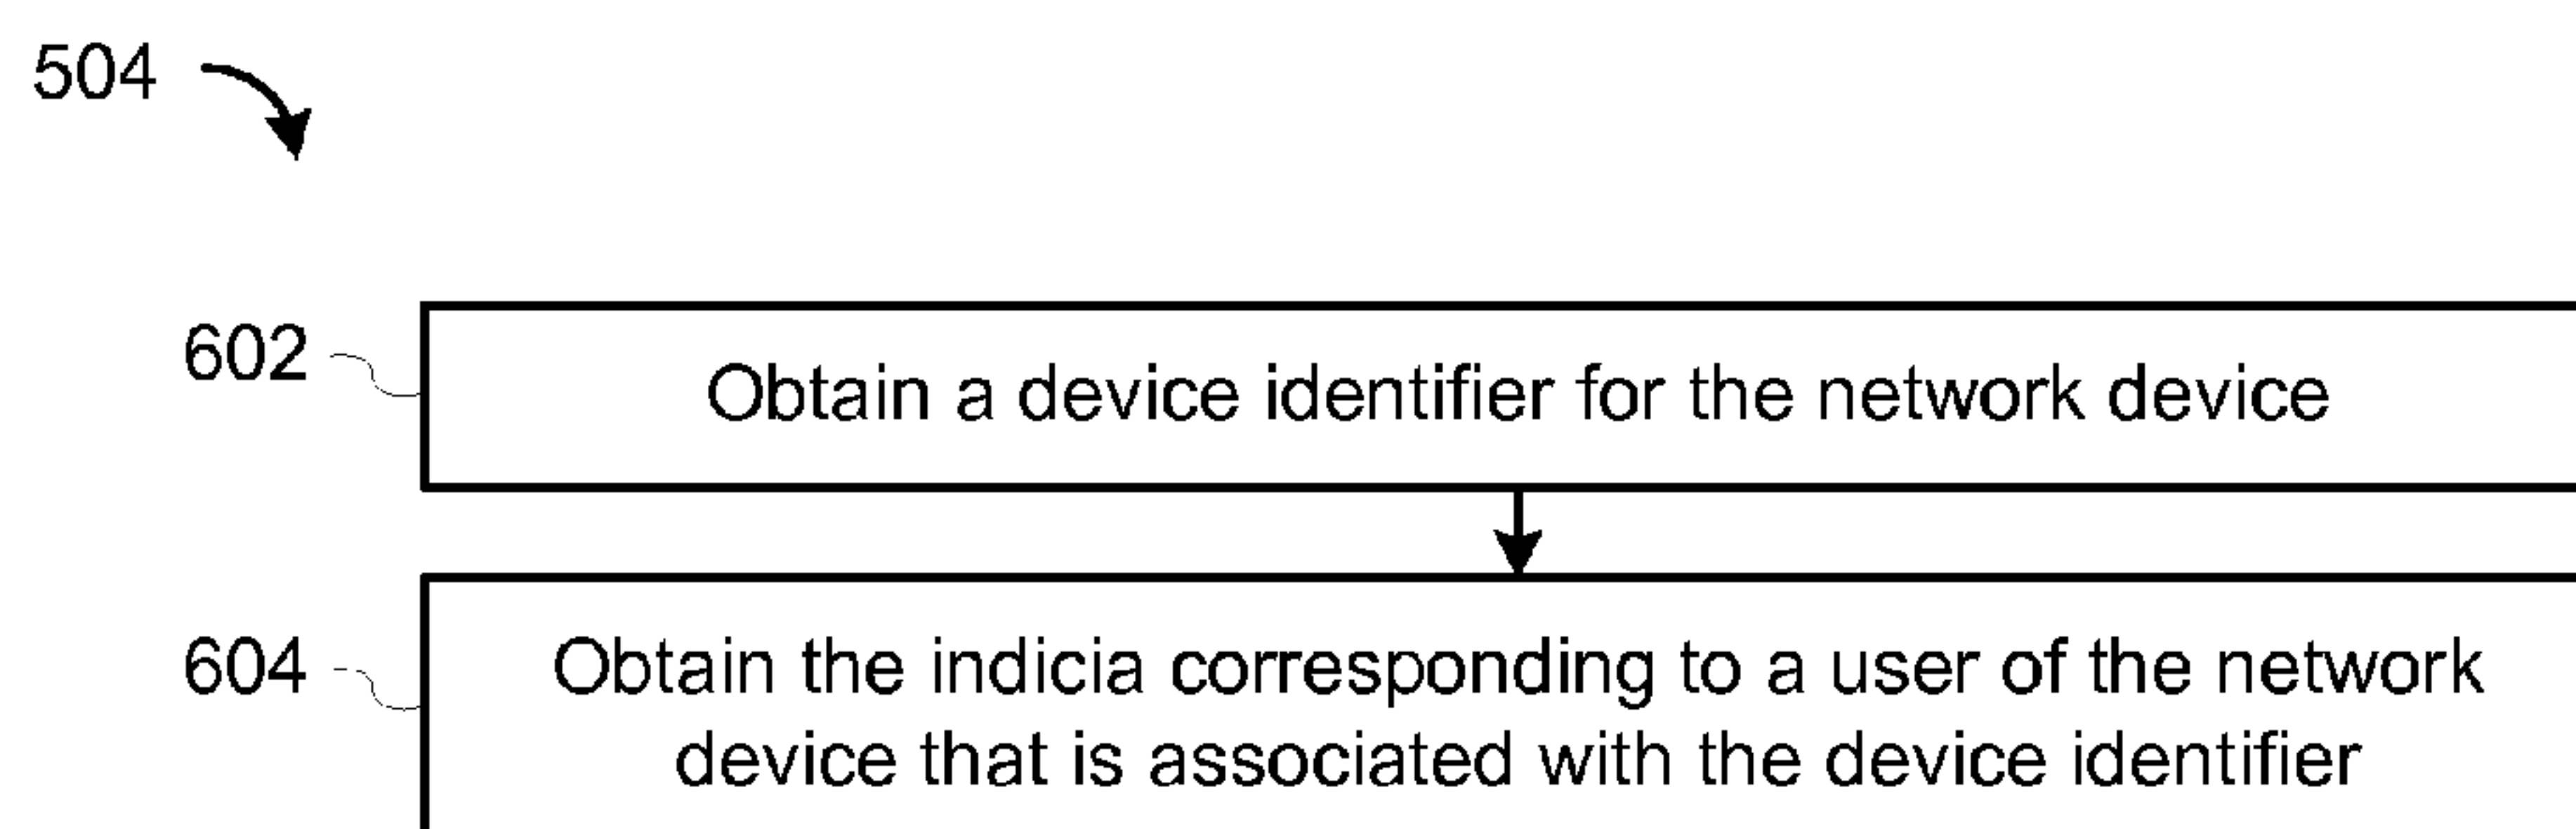 504
602
Obtain a device identifier for the network device
604
Obtain the indicia corresponding to a user of the network
device that is associated with the device identifier